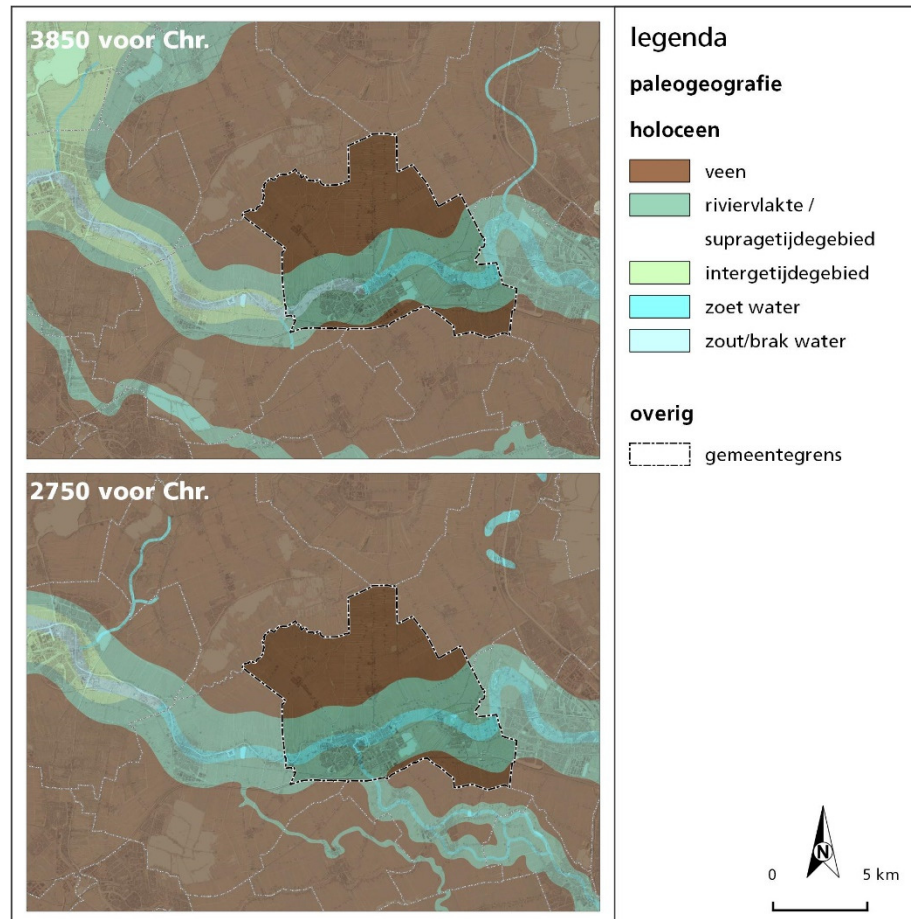 3850 voor Chr.
2750 voor Chr.
legenda
paleogeografie
holoceen
veen
riviervlakte /
supragetijdegebied
intergetijdegebied
zoet water
zout/brak water
overig
gemeentegrens
N
0 5 km